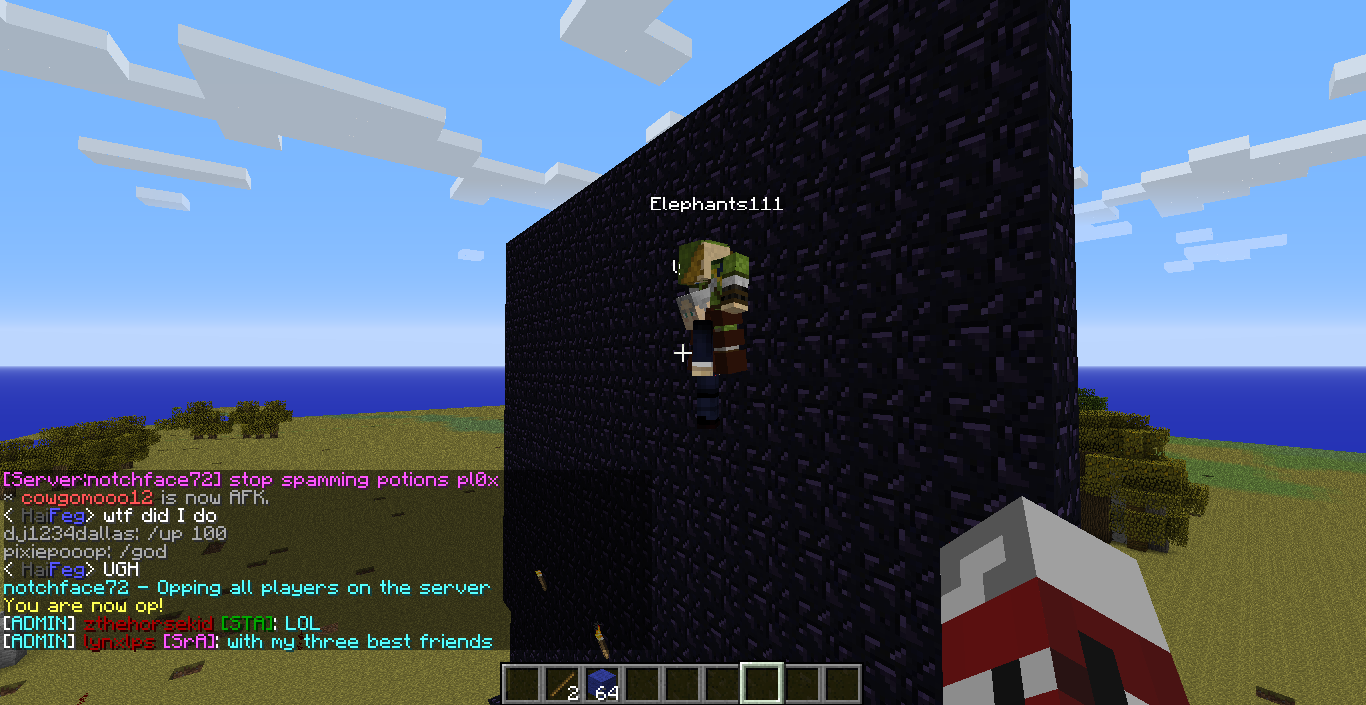 Elephants111
[Server:notchface72] stop spamming potions pl0x
* cowgomooo12 is now AFK.
< HaiFeg> wtf did I do
dj1234dallas: /up 100
pixiepooop: /god
< HaiFeg> UGH
notchface72 - Opping all players on the server
You are now op!
[ADMIN] zthehorsekid [STA]: LOL
[ADMIN] lynxlps [SrA]: with my three best friends
2 64